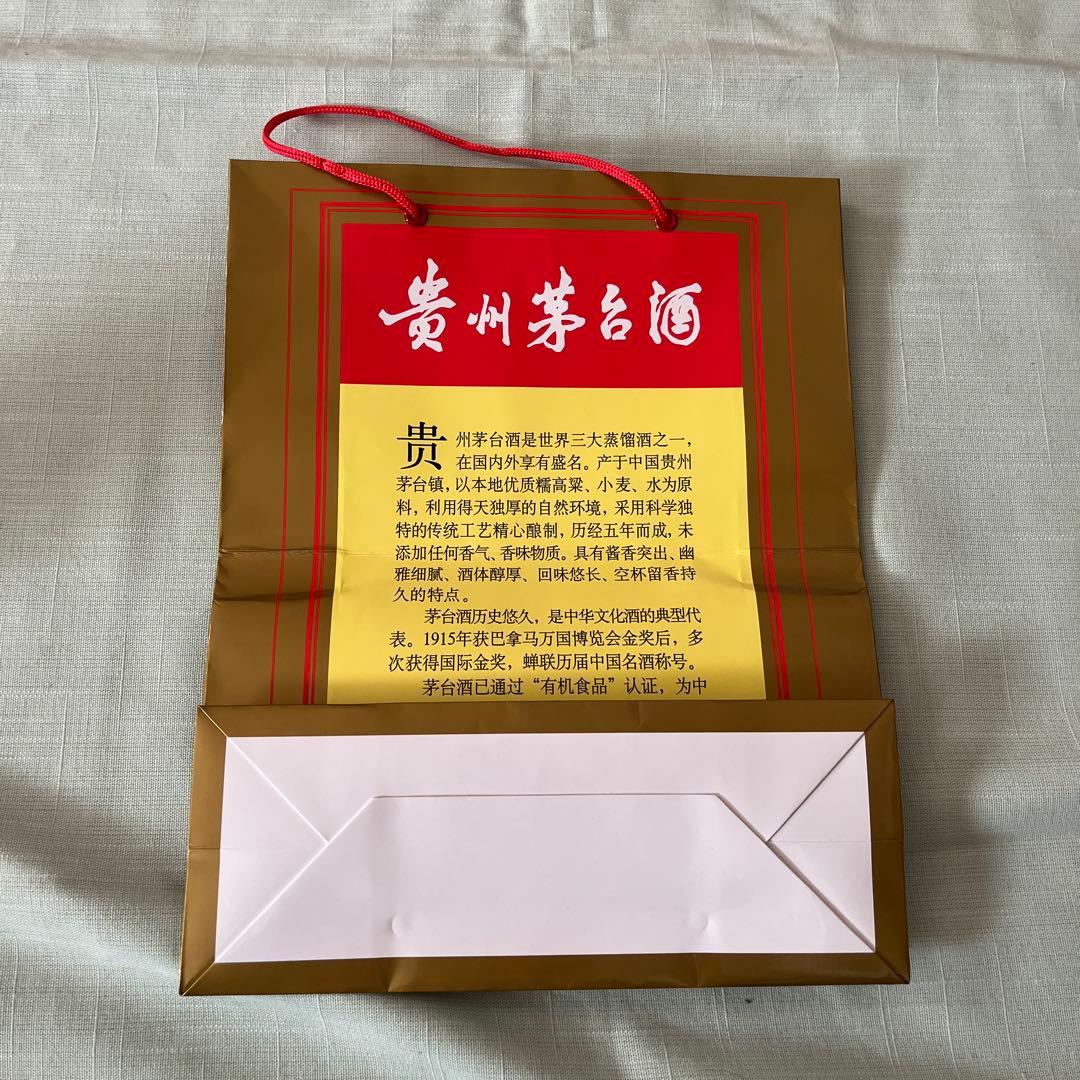 贵州茅台酒
贵州茅台酒是世界三大蒸馏酒之一，
在国内外享有盛名。产于中国贵州
茅台镇，以本地优质糯高粱、小麦、水为原
料，利用得天独厚的自然环境，采用科学独
特的传统工艺精心酿制，历经五年而成，未
添加任何香气、香味物质。具有酱香突出、幽
雅细腻、酒体醇厚、回味悠长、空杯留香持
久的特点。
茅台酒历史悠久，是中华文化酒的典型代
表。1915年获巴拿马万国博览会金奖后，多
次获得国际金奖，蝉联历届中国名酒称号。
茅台酒已通过“有机食品”认证，为中